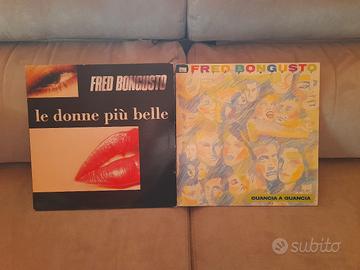 FRED BONGUSTO
le donne più belle
FRED BONGUSTO
GUANCIA A GUANCIA
subito